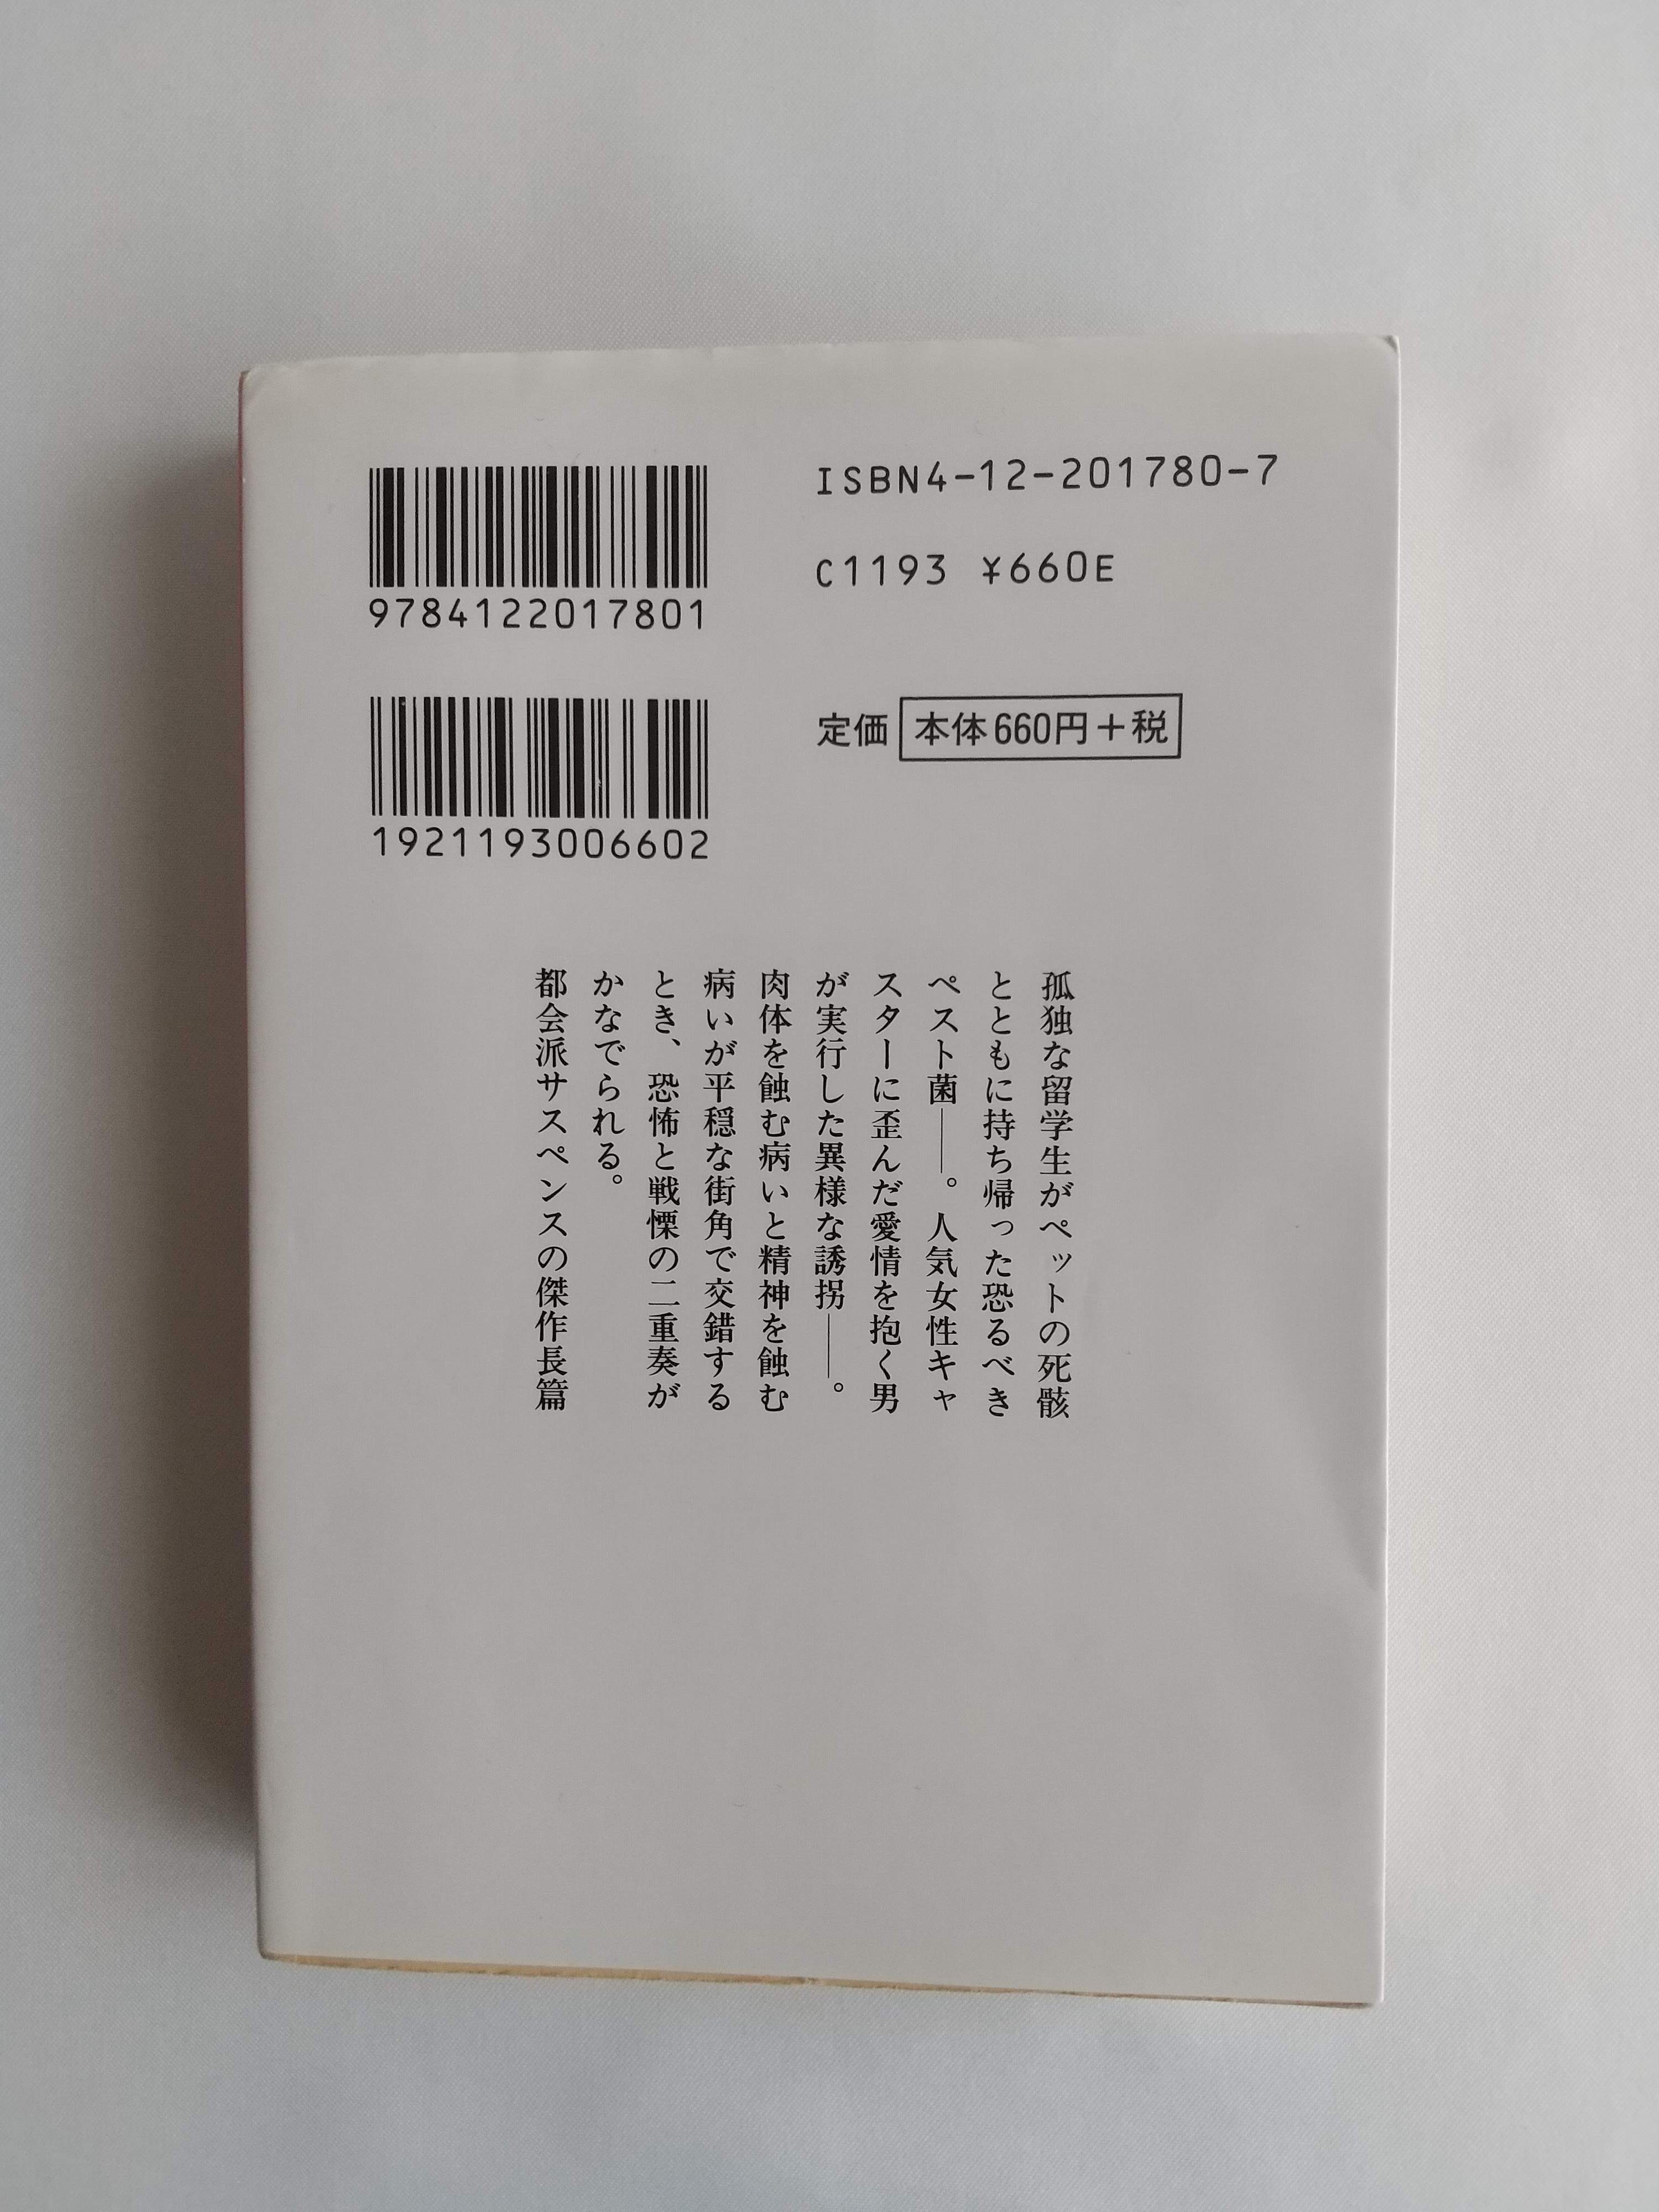 ISBN4-12-201780-7
C1193 ¥660E
9784122017801
定価 本体660円+税
1921193006602
孤独な留学生がペットの死骸
とともに持ち帰った恐るべき
ペスト菌――。人気女性キャ
スターに歪んだ愛情を抱く男
が実行した異様な誘拐――。
肉体を蝕む病いと精神を蝕む
病いが平穏な街角で交錯する
とき、恐怖と戦慄の二重奏が
かなでられる。
都会派サスペンスの傑作長篇